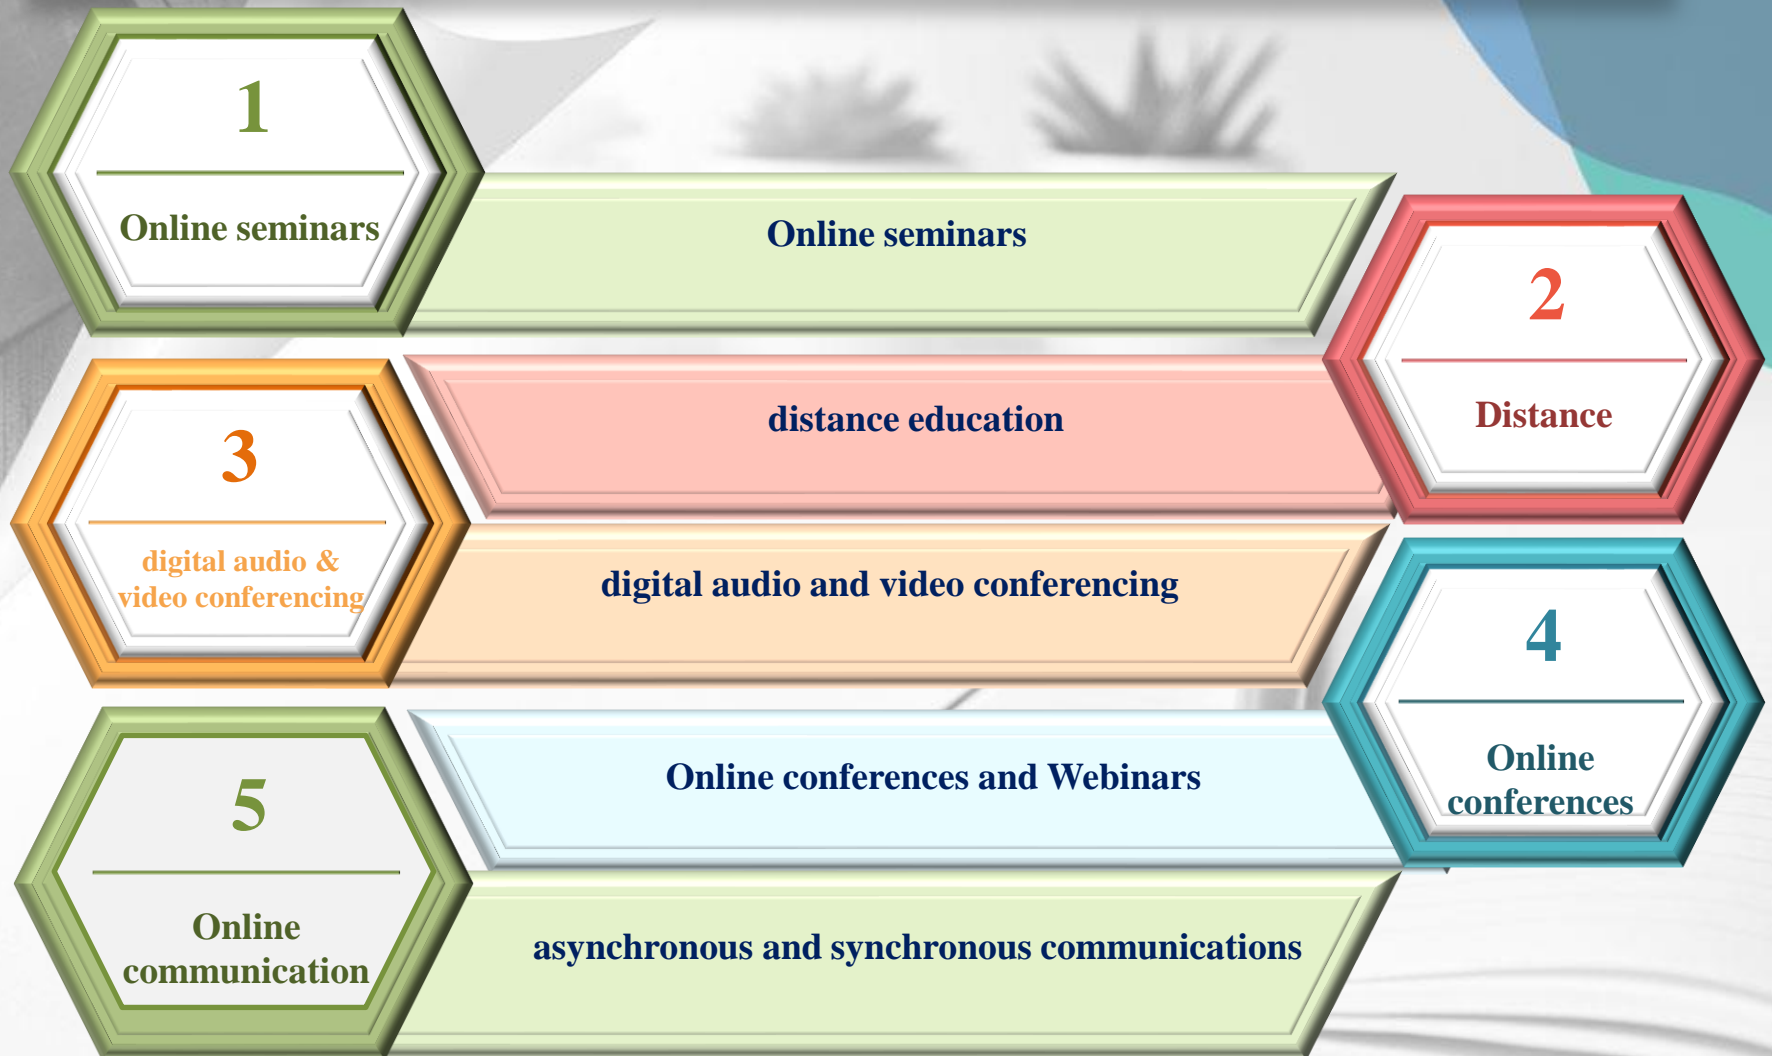 1
Online seminars
Online seminars
2
Distance
distance education
3
digital audio &
video conferencing
digital audio and video conferencing
4
Online
conferences
Online conferences and Webinars
5
Online
communication
asynchronous and synchronous communications